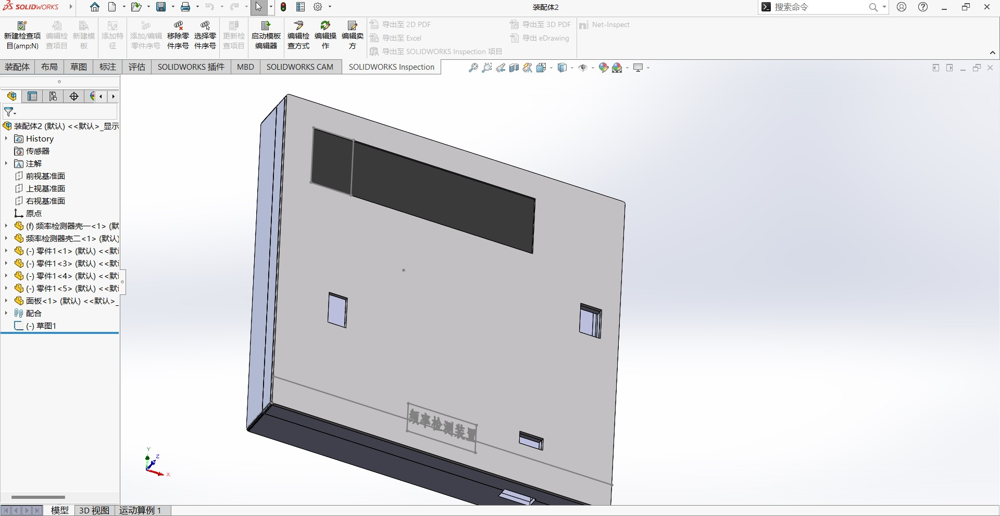 SOLIDWORKS
装配体2
搜索命令
新建检查项目(amp;N)
编辑检查项目
新建模板
添加特征
添加/编辑零件序号
移除零件序号
选择零件序号
更新检查项目
启动模板编辑器
编辑检查方式
编辑操作
编辑卖方
导出至 2D PDF
导出至 Excel
导出至 SOLIDWORKS Inspection 项目
导出至 3D PDF
导出 eDrawing
Net-Inspect
装配体 布局 草图 标注 评估 SOLIDWORKS 插件 MBD SOLIDWORKS CAM SOLIDWORKS Inspection
装配体2 (默认) <<默认>_显示
History
传感器
注解
前视基准面
上视基准面
右视基准面
原点
(f) 频率检测器壳一<1> (默
频率检测器壳二<1> (默认)
(-) 零件1<1> (默认) <<默
(-) 零件1<3> (默认) <<默
(-) 零件1<4> (默认) <<默
(-) 零件1<5> (默认) <<默
面板<1> (默认) <<默认>_
配合
(-) 草图1
频率检测装置
Y
Z
X
模型 3D 视图 运动算例 1